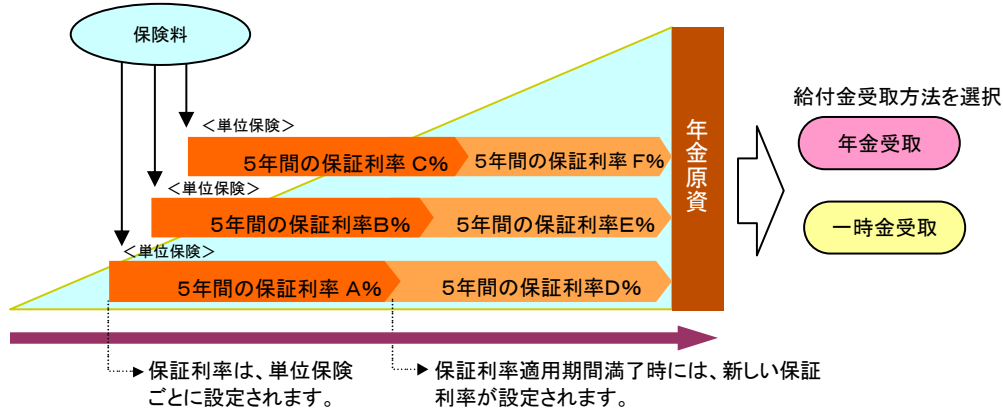 保険料
給付金受取方法を選択
＜単位保険＞
5年間の保証利率 C%
5年間の保証利率 F%
年金受取
＜単位保険＞
5年間の保証利率B%
5年間の保証利率E%
年金原資
一時金受取
＜単位保険＞
5年間の保証利率 A%
5年間の保証利率D%
保証利率は、単位保険
ごとに設定されます。
保証利率適用期間満了時には、新しい保証
利率が設定されます。